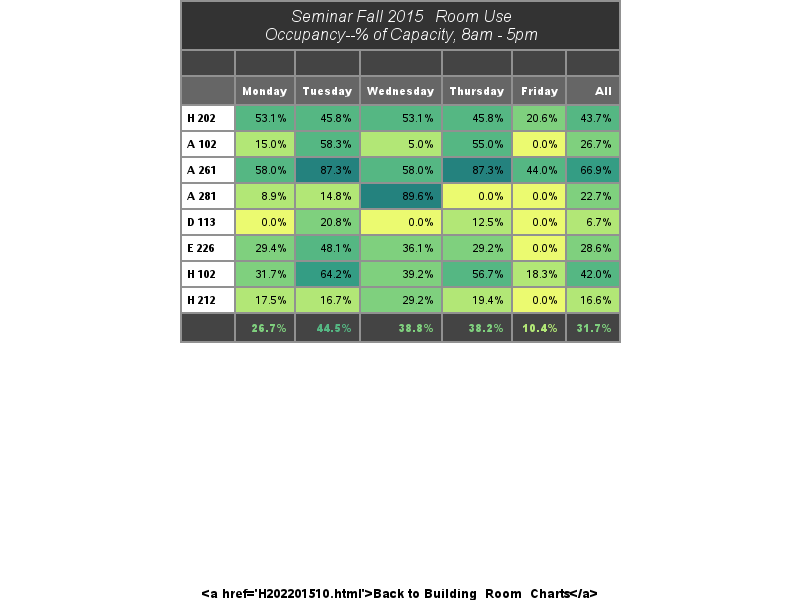 Seminar Fall 2015 Room Use
Occupancy--% of Capacity, 8am - 5pm
Monday Tuesday Wednesday Thursday Friday All
H 202 53.1% 45.8% 53.1% 45.8% 20.6% 43.7%
A 102 15.0% 58.3% 5.0% 55.0% 0.0% 26.7%
A 261 58.0% 87.3% 58.0% 87.3% 44.0% 66.9%
A 281 8.9% 14.8% 89.6% 0.0% 0.0% 22.7%
D 113 0.0% 20.8% 0.0% 12.5% 0.0% 6.7%
E 226 29.4% 48.1% 36.1% 29.2% 0.0% 28.6%
H 102 31.7% 64.2% 39.2% 56.7% 18.3% 42.0%
H 212 17.5% 16.7% 29.2% 19.4% 0.0% 16.6%
26.7% 44.5% 38.8% 38.2% 10.4% 31.7%
<a href='H202201510.html'>Back to Building Room Charts</a>